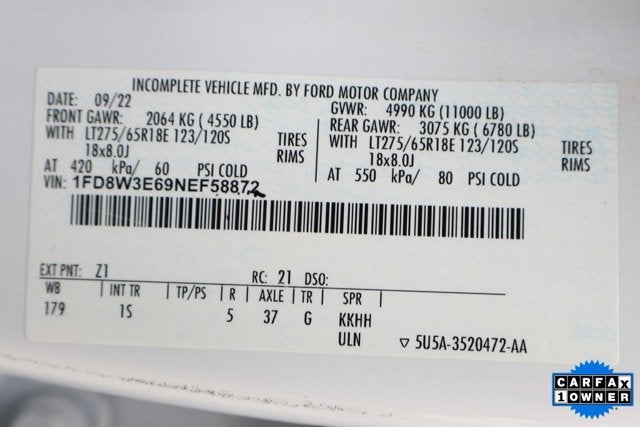 INCOMPLETE VEHICLE MFD. BY FORD MOTOR COMPANY
DATE: 09/22
GVWR: 4990 KG (11000 LB)
FRONT GAWR: 2064 KG ( 4550 LB)
REAR GAWR: 3075 KG ( 6780 LB)
WITH LT275/65R18E 123/120S TIRES
WITH LT275/65R18E 123/120S TIRES
18x8.0J RIMS
18x8.0J RIMS
AT 420 kPa/ 60 PSI COLD
AT 550 kPa/ 80 PSI COLD
VIN: 1FD8W3E69NEF58872
EXT PNT: Z1 RC: 21 DSO:
WB INT TR TP/PS R AXLE TR SPR
179 1S 5 37 G KKHH
ULN ▽ 5U5A-3520472-AA
CARFAX
1 OWNER